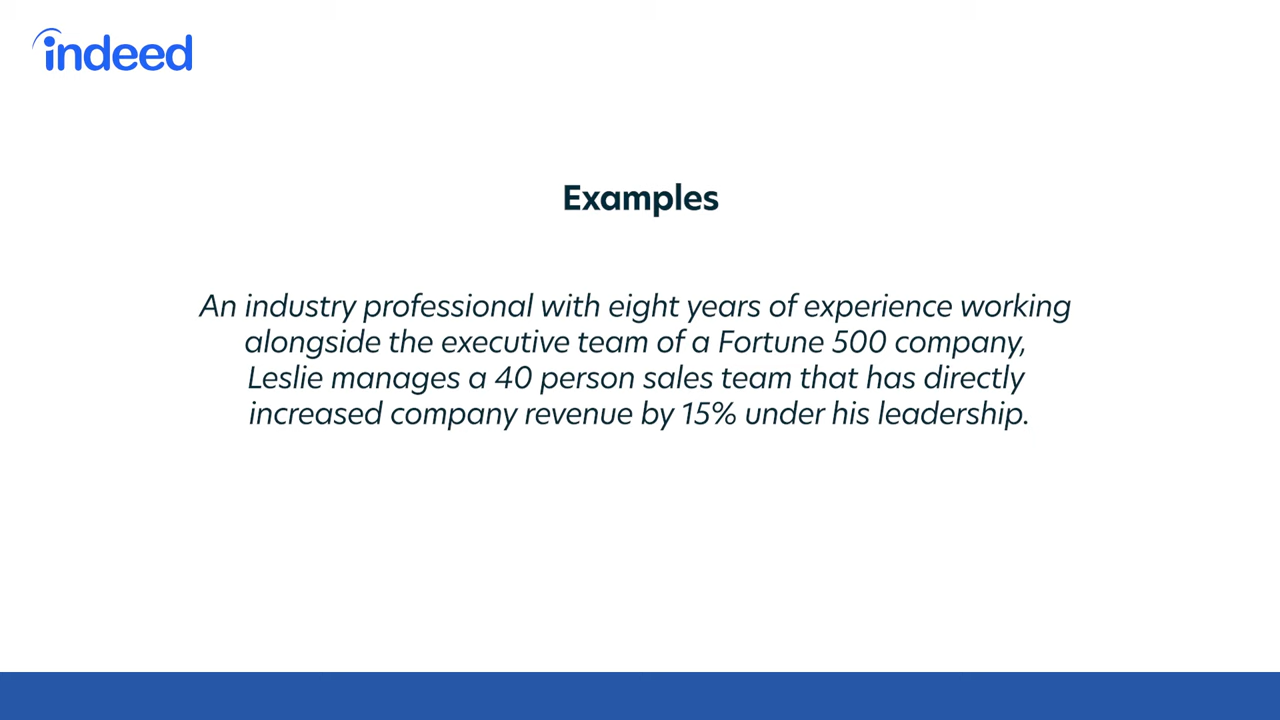 indeed
Examples
An industry professional with eight years of experience working
alongside the executive team of a Fortune 500 company,
Leslie manages a 40 person sales team that has directly
increased company revenue by 15% under his leadership.